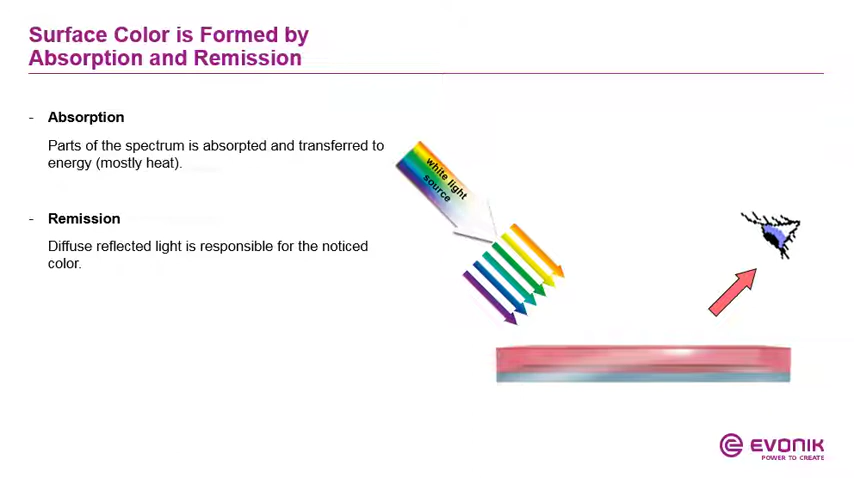 Surface Color is Formed by
Absorption and Remission
- Absorption
Parts of the spectrum is absorpted and transferred to
energy (mostly heat).
- Remission
Diffuse reflected light is responsible for the noticed
color.
white light
source
EVONIK
POWER TO CREATE